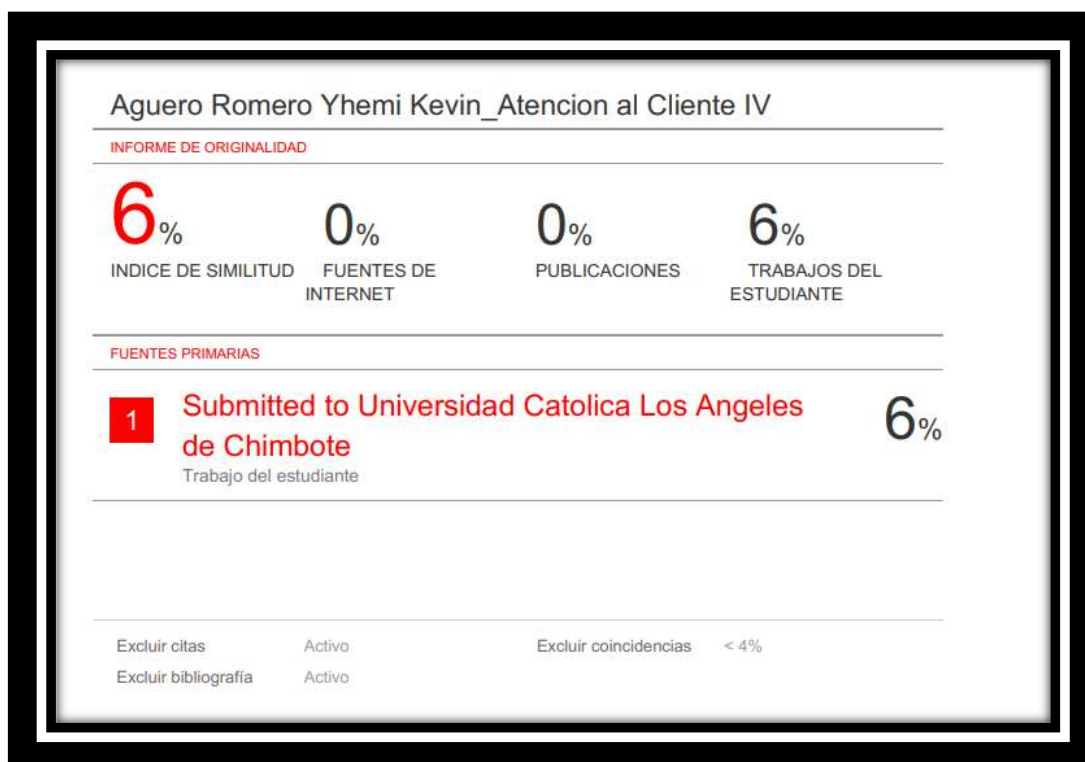 Aguero Romero Yhemi Kevin_Atencion al Cliente IV
INFORME DE ORIGINALIDAD
6% 0% 0% 6%
INDICE DE SIMILITUD FUENTES DE INTERNET PUBLICACIONES TRABAJOS DEL ESTUDIANTE
FUENTES PRIMARIAS
1 Submitted to Universidad Catolica Los Angeles 6%
de Chimbote
Trabajo del estudiante
Excluir citas Activo Excluir coincidencias < 4%
Excluir bibliografía Activo